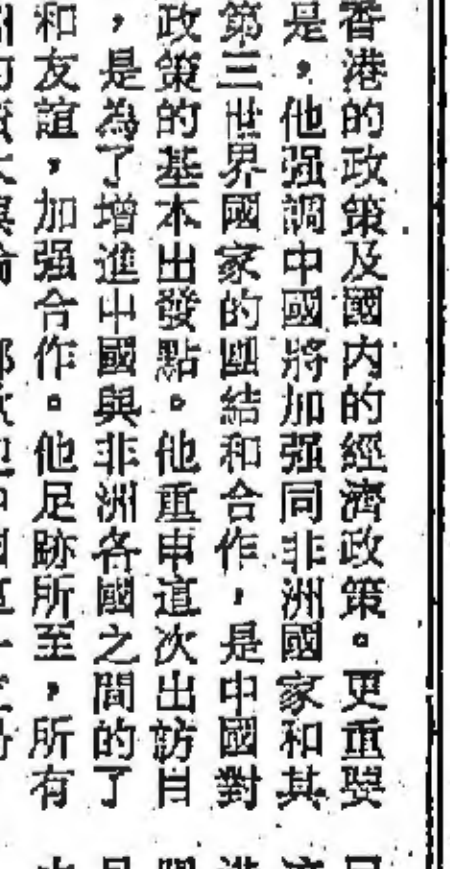 香港的政策及國内的經濟政策。更重要
是，他强調中國將加强同非洲國家和其
第三世界國家的團結和合作，是中國對
政策的基本出發點。他重申這次出訪目
，是為了增進中國與非洲各國之間的了
和友誼，加强合作。他足跡所至，所有